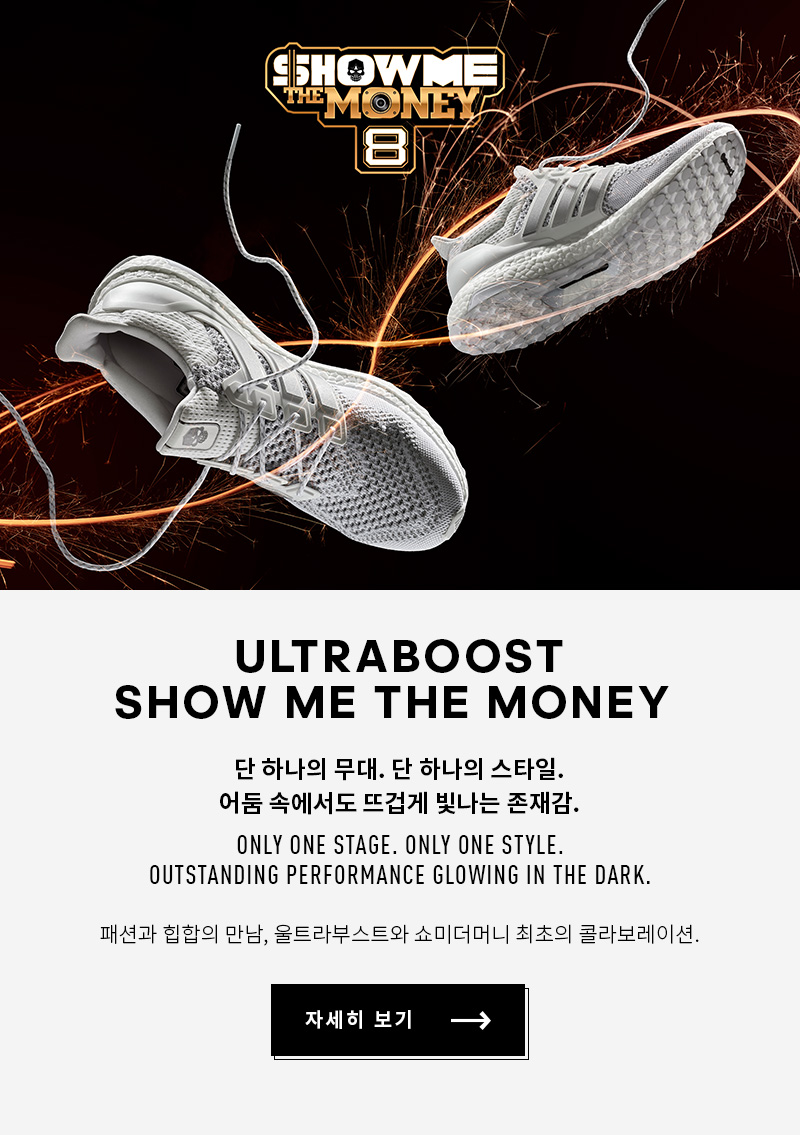 SHOW ME
THE MONEY
8
ULTRABOOST
SHOW ME THE MONEY
단 하나의 무대. 단 하나의 스타일.
어둠 속에서도 뜨겁게 빛나는 존재감.
ONLY ONE STAGE. ONLY ONE STYLE.
OUTSTANDING PERFORMANCE GLOWING IN THE DARK.
패션과 힙합의 만남, 울트라부스트와 쇼미더머니 최초의 콜라보레이션.
자세히 보기